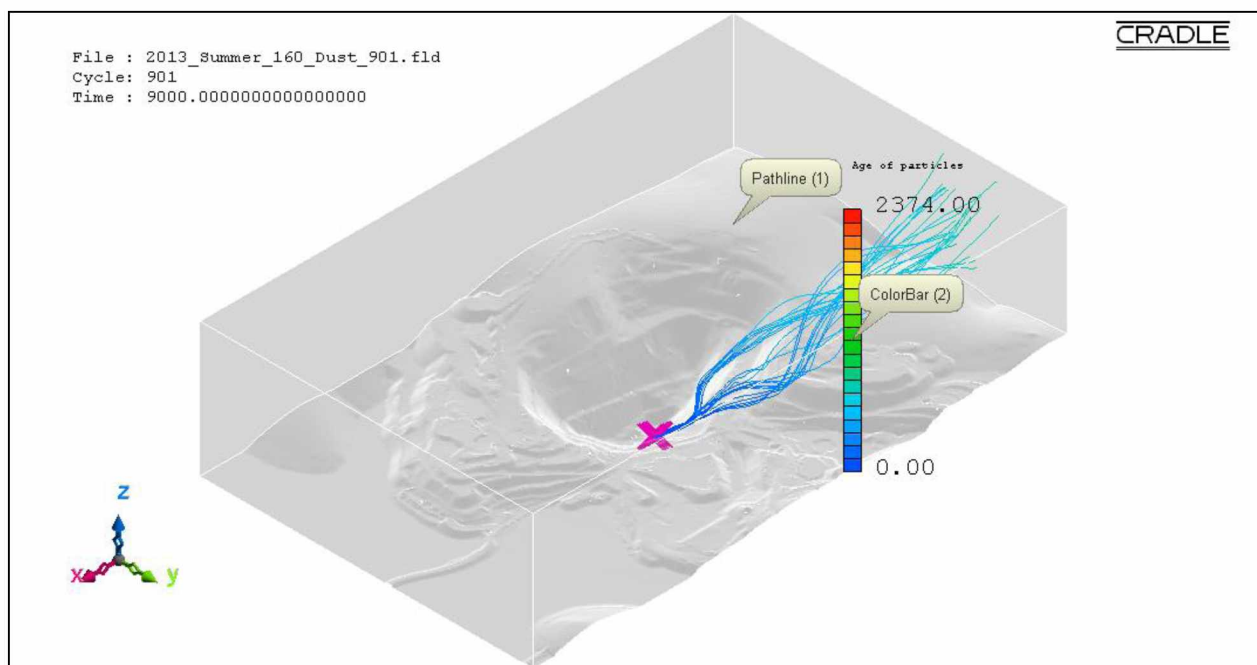 CRADLE
File : 2013_Summer_160_Dust_901.fld
Cycle: 901
Time : 9000.0000000000000000
Age of particles
Pathline (1)
2374.00
ColorBar (2)
0.00
z
x
y